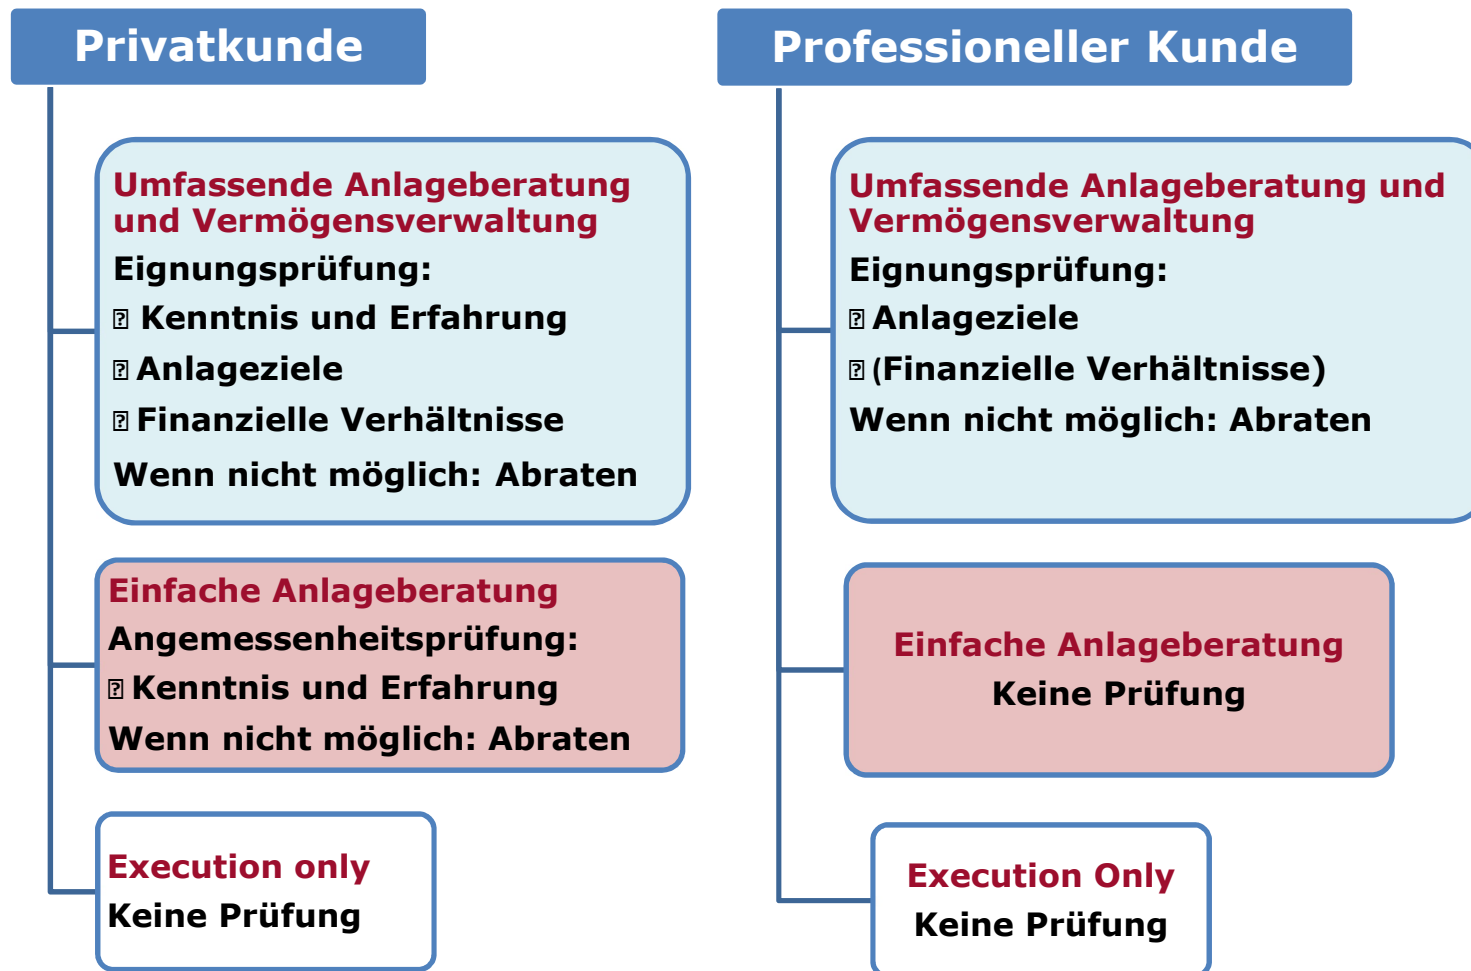 Privatkunde
Umfassende Anlageberatung
und Vermögensverwaltung
Eignungsprüfung:
⍰ Kenntnis und Erfahrung
⍰ Anlageziele
⍰ Finanzielle Verhältnisse
Wenn nicht möglich: Abraten
Einfache Anlageberatung
Angemessenheitsprüfung:
⍰ Kenntnis und Erfahrung
Wenn nicht möglich: Abraten
Execution only
Keine Prüfung
Professioneller Kunde
Umfassende Anlageberatung und
Vermögensverwaltung
Eignungsprüfung:
⍰ Anlageziele
⍰ (Finanzielle Verhältnisse)
Wenn nicht möglich: Abraten
Einfache Anlageberatung
Keine Prüfung
Execution Only
Keine Prüfung